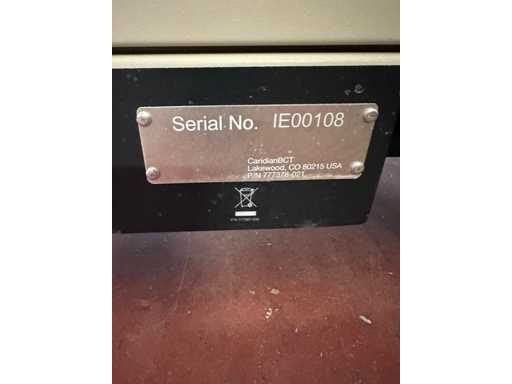 Serial No. IE00108
CaridianBCT
Lakewood, CO 80215 USA
P/N 777378-021